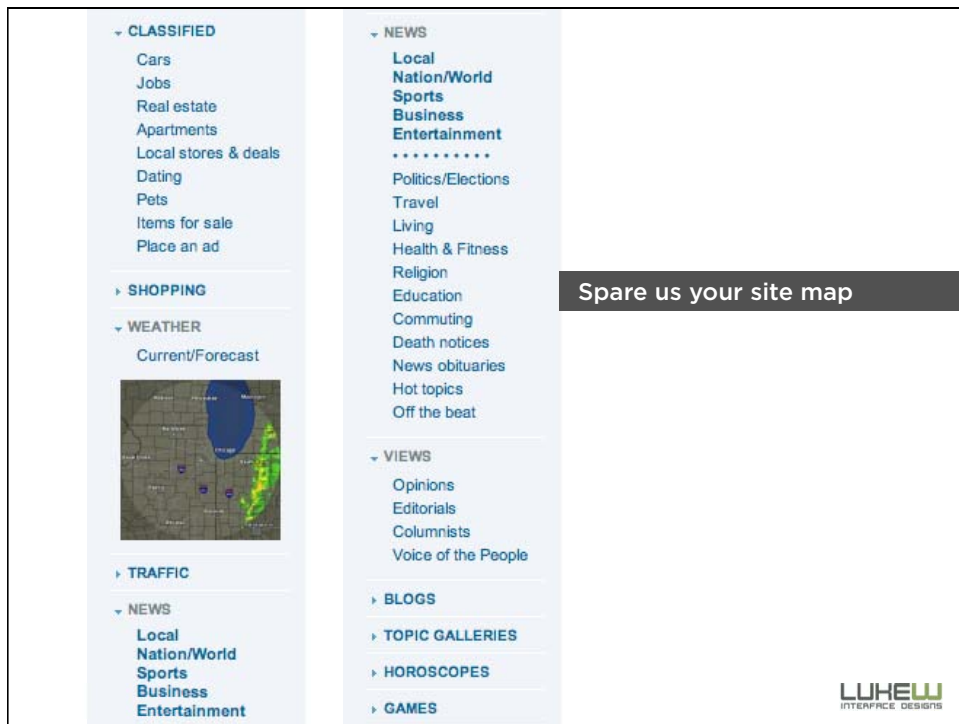 CLASSIFIED
Cars
Jobs
Real estate
Apartments
Local stores & deals
Dating
Pets
Items for sale
Place an ad
SHOPPING
WEATHER
Current/Forecast
Chicago
TRAFFIC
NEWS
Local
Nation/World
Sports
Business
Entertainment
NEWS
Local
Nation/World
Sports
Business
Entertainment
••••••••••
Politics/Elections
Travel
Living
Health & Fitness
Religion
Education
Commuting
Death notices
News obituaries
Hot topics
Off the beat
VIEWS
Opinions
Editorials
Columnists
Voice of the People
BLOGS
TOPIC GALLERIES
HOROSCOPES
GAMES
Spare us your site map
LUKEW
INTERFACE DESIGNS